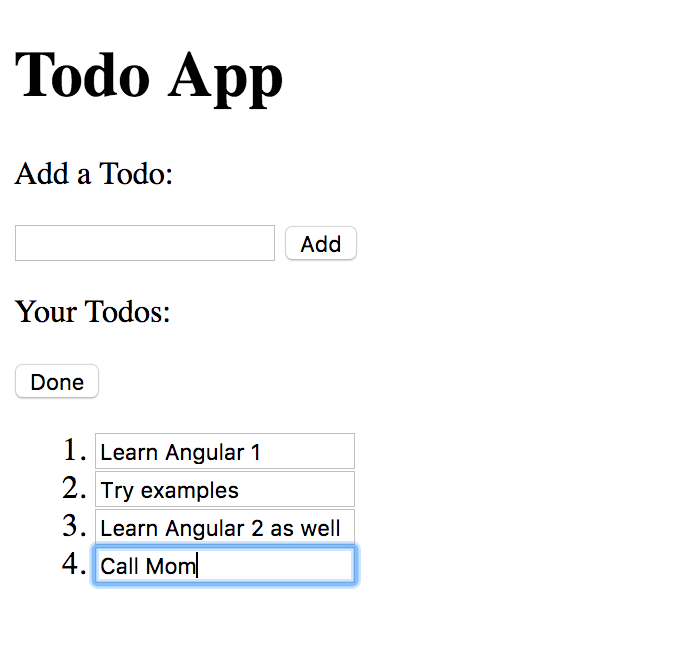 Todo App
Add a Todo:
Add
Your Todos:
Done
1. Learn Angular 1
2. Try examples
3. Learn Angular 2 as well
4. Call Mom